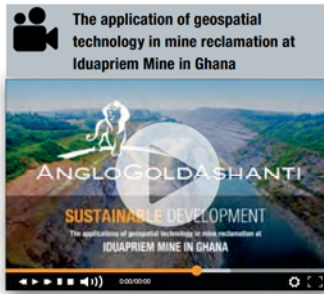 The application of geospatial
technology in mine reclamation at
Iduapriem Mine in Ghana
ANGLOGOLDASHANTI
SUSTAINABLE DEVELOPMENT
The applications of geospatial technology in mine reclamation at
IDUAPRIEM MINE IN GHANA
0:00/00:00